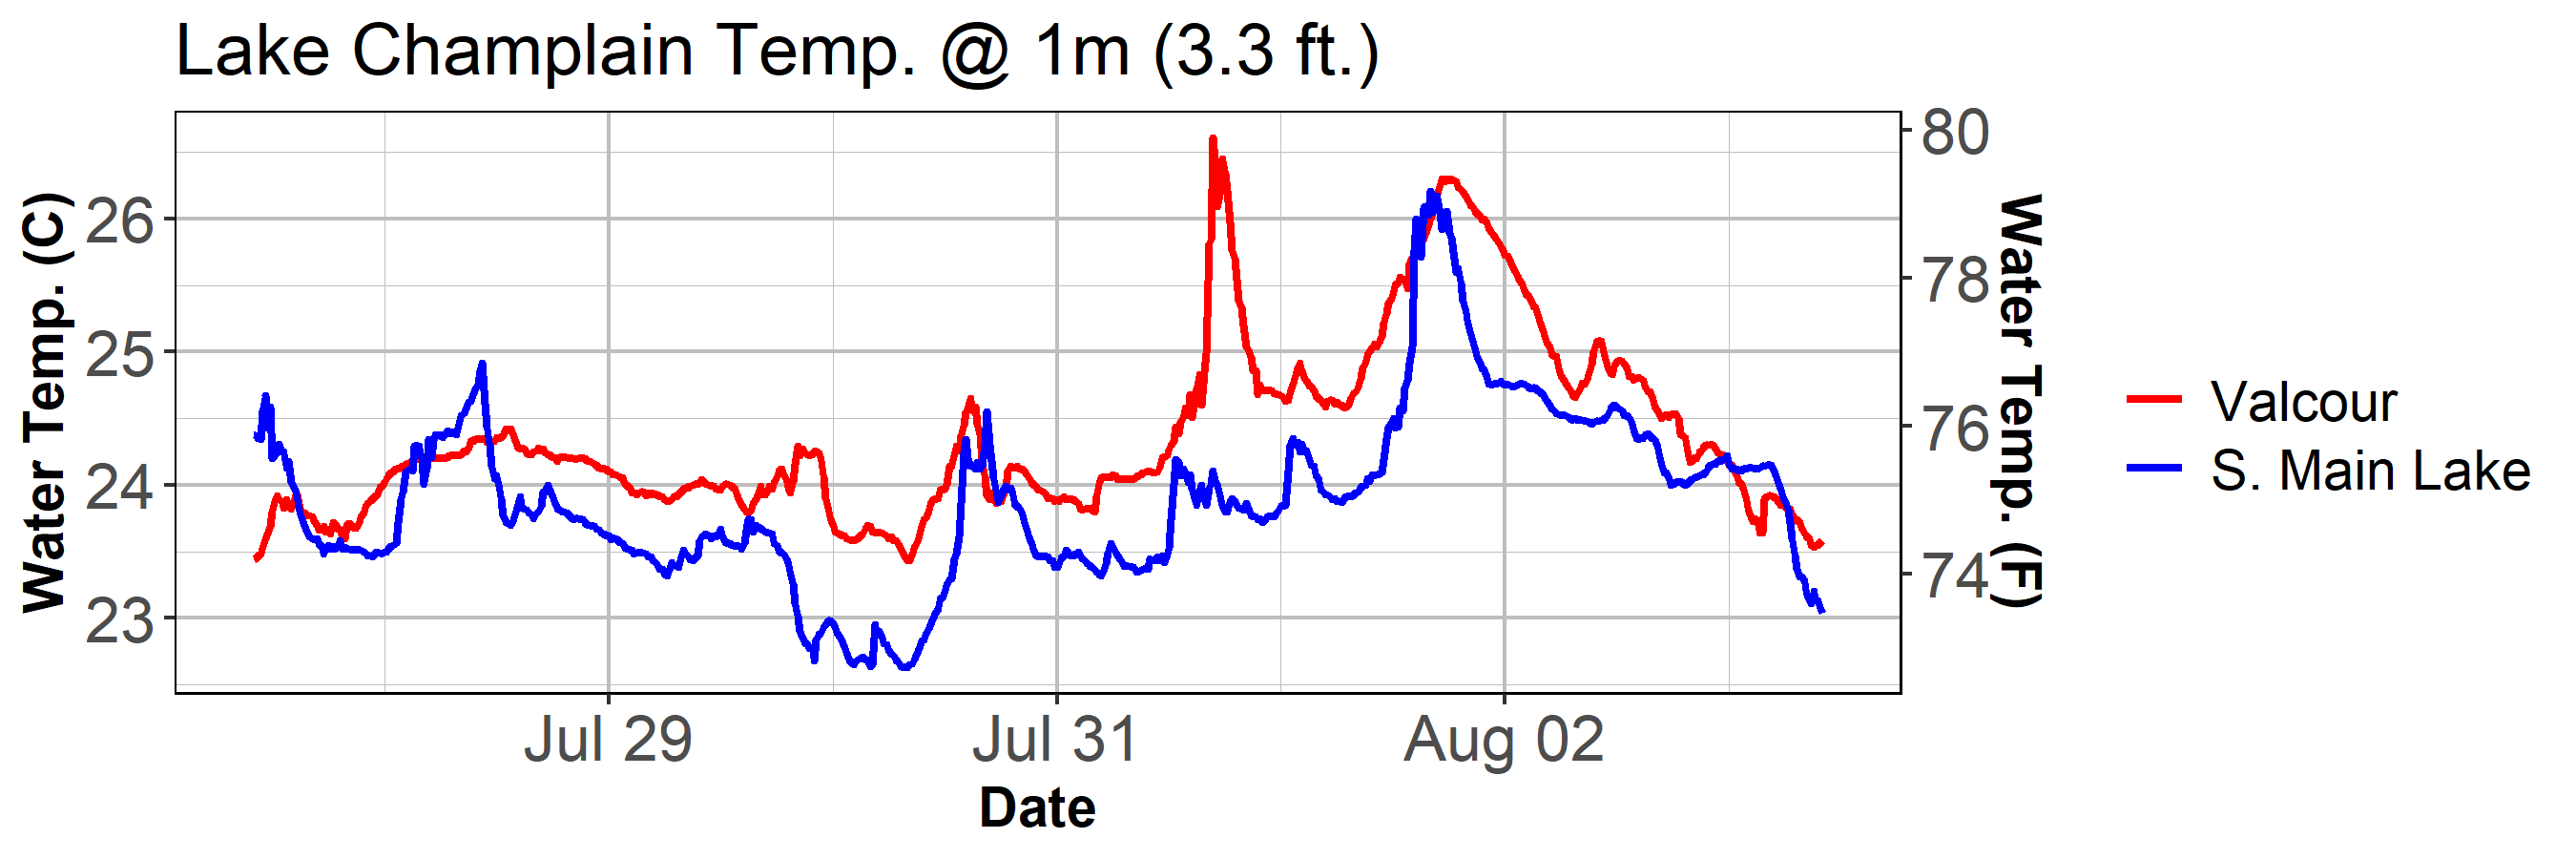 Lake Champlain Temp. @ 1m (3.3 ft.)
Water Temp. (C)
26
25
24
23
80
78
76
74
Water Temp. (F)
Jul 29
Jul 31
Aug 02
Date
Valcour
S. Main Lake